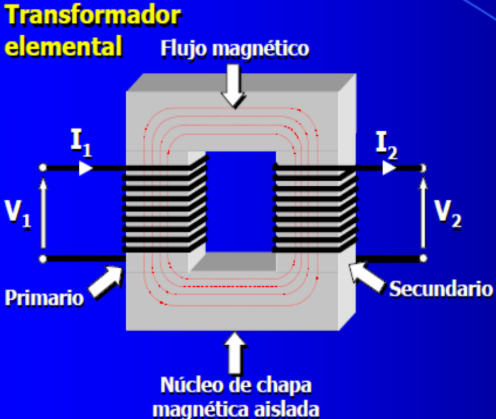 Transformador
elemental
Flujo magnético
I1
I2
V1
V2
Primario
Secundario
Núcleo de chapa
magnética aislada